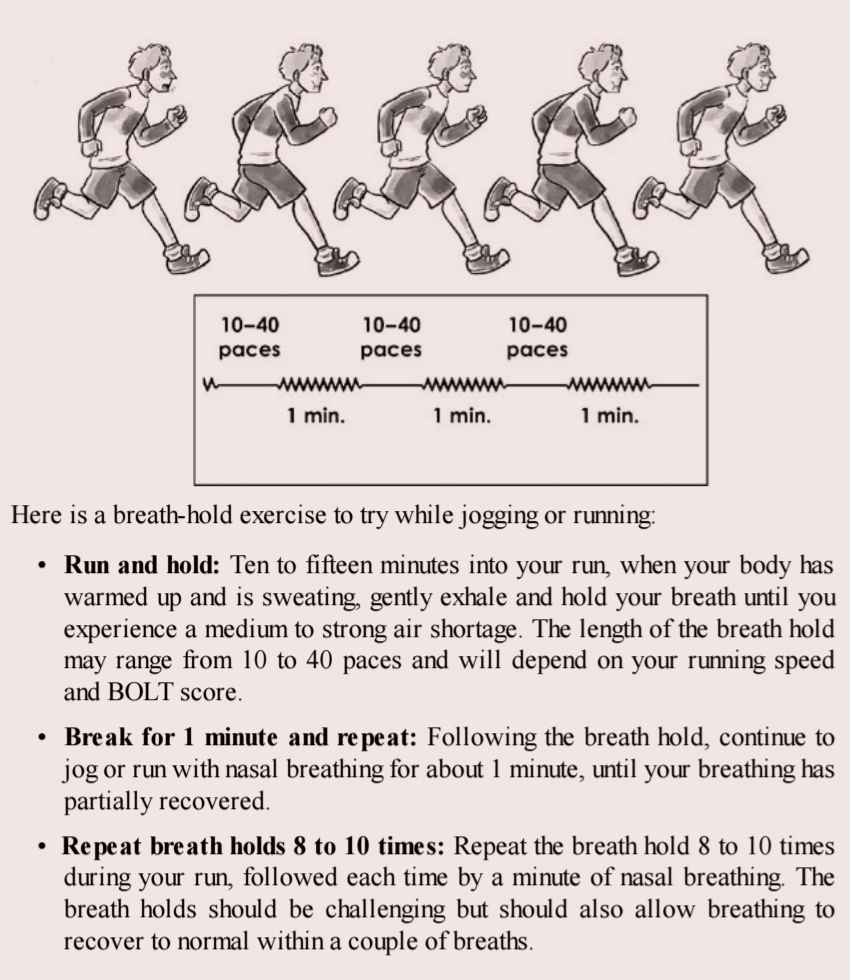 10–40 10–40 10–40
paces paces paces
1 min. 1 min. 1 min.
Here is a breath-hold exercise to try while jogging or running:
• Run and hold: Ten to fifteen minutes into your run, when your body has
warmed up and is sweating, gently exhale and hold your breath until you
experience a medium to strong air shortage. The length of the breath hold
may range from 10 to 40 paces and will depend on your running speed
and BOLT score.
• Break for 1 minute and repeat: Following the breath hold, continue to
jog or run with nasal breathing for about 1 minute, until your breathing has
partially recovered.
• Repeat breath holds 8 to 10 times: Repeat the breath hold 8 to 10 times
during your run, followed each time by a minute of nasal breathing. The
breath holds should be challenging but should also allow breathing to
recover to normal within a couple of breaths.